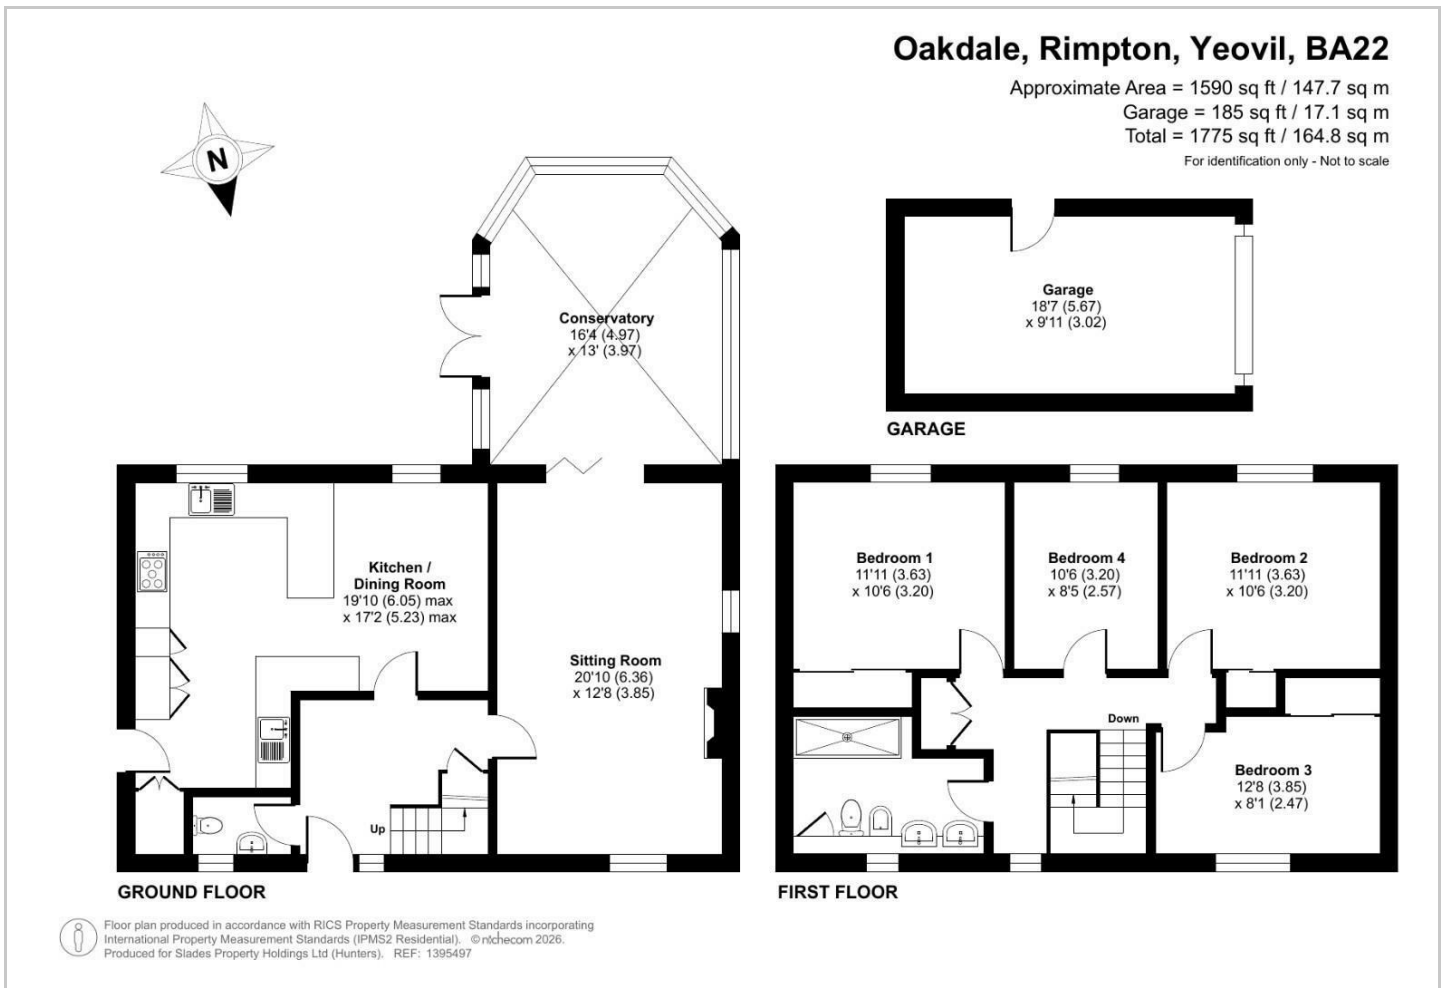 Oakdale, Rimpton, Yeovil, BA22
Approximate Area = 1590 sq ft / 147.7 sq m
Garage = 185 sq ft / 17.1 sq m
Total = 1775 sq ft / 164.8 sq m
For identification only - Not to scale
N
Conservatory
16'4 (4.97)
x 13' (3.97)
Garage
18'7 (5.67)
x 9'11 (3.02)
GARAGE
Kitchen /
Dining Room
19'10 (6.05) max
x 17'2 (5.23) max
Sitting Room
20'10 (6.36)
x 12'8 (3.85)
Up
GROUND FLOOR
Bedroom 1
11'11 (3.63)
x 10'6 (3.20)
Bedroom 4
10'6 (3.20)
x 8'5 (2.57)
Bedroom 2
11'11 (3.63)
x 10'6 (3.20)
Down
Bedroom 3
12'8 (3.85)
x 8'1 (2.47)
FIRST FLOOR
Floor plan produced in accordance with RICS Property Measurement Standards incorporating
International Property Measurement Standards (IPMS2 Residential). © nichecom 2026.
Produced for Slades Property Holdings Ltd (Hunters). REF: 1395497